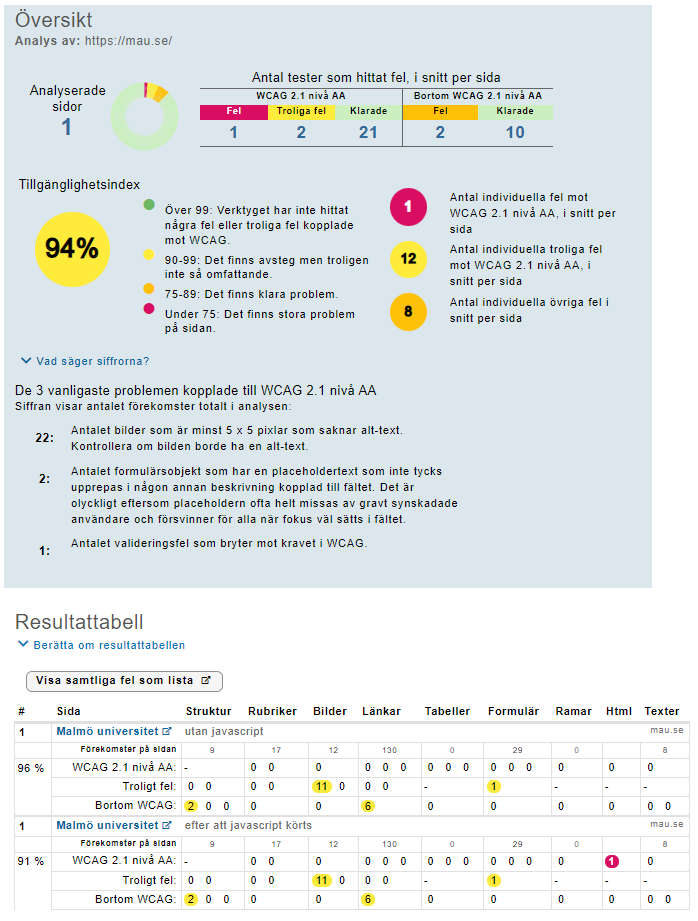 Översikt
Analys av: https://mau.se/
Analyserade
sidor
1
Antal tester som hittat fel, i snitt per sida
WCAG 2.1 nivå AA Bortom WCAG 2.1 nivå AA
Fel Troliga fel Klarade Fel Klarade
1 2 21 2 10
Tillgänglighetsindex
94%
Över 99: Verktyget har inte hittat
några fel eller troliga fel kopplade
mot WCAG.
90-99: Det finns avsteg men troligen
inte så omfattande.
75-89: Det finns klara problem.
Under 75: Det finns stora problem
på sidan.
1
Antal individuella fel mot
WCAG 2.1 nivå AA, i snitt per
sida
12
Antal individuella troliga fel
mot WCAG 2.1 nivå AA, i
snitt per sida
8
Antal individuella övriga fel i
snitt per sida
Vad säger siffrorna?
De 3 vanligaste problemen kopplade till WCAG 2.1 nivå AA
Siffran visar antalet förekomster totalt i analysen:
22: Antalet bilder som är minst 5 x 5 pixlar som saknar alt-text.
Kontrollera om bilden borde ha en alt-text.
2: Antalet formulärsobjekt som har en placeholdertext som inte tycks
upprepas i någon annan beskrivning kopplad till fältet. Det är
olyckligt eftersom placeholdern ofta helt missas av gravt synskadade
användare och försvinner för alla när fokus väl sätts i fältet.
1: Antalet valideringsfel som bryter mot kravet i WCAG.
Resultattabell
Berätta om resultattabellen
Visa samtliga fel som lista
# Sida Struktur Rubriker Bilder Länkar Tabeller Formulär Ramar Html Texter
1 Malmö universitet utan javascript mau.se
Förekomster på sidan 9 17 12 130 0 29 0 8
96 % WCAG 2.1 nivå AA: - 0 0 0 0 0 0 0 0 0 0 0 0 0 0
Troligt fel: 0 0 0 0 11 0 0 0 - 1 - - -
Bortom WCAG: 2 0 0 0 0 6 0 0 0 0 0 0
1 Malmö universitet efter att javascript körts mau.se
Förekomster på sidan 9 17 12 130 0 29 0 8
91 % WCAG 2.1 nivå AA: - 0 0 0 0 0 0 0 0 0 0 0 0 1 0
Troligt fel: 0 0 0 0 11 0 0 0 - 1 - - -
Bortom WCAG: 2 0 0 0 0 6 0 0 0 0 0 0